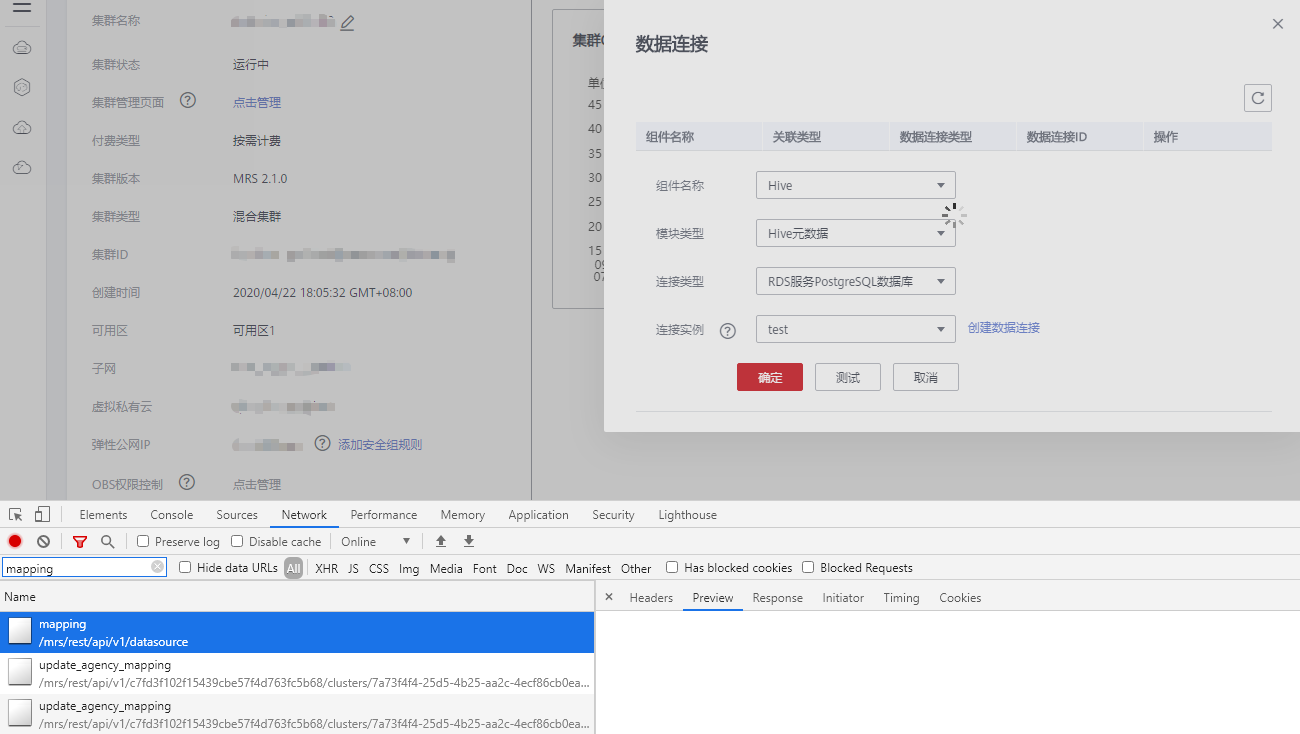 集群名称
集群状态 运行中
集群管理页面 ? 点击管理
付费类型 按需计费
集群版本 MRS 2.1.0
集群类型 混合集群
集群ID
创建时间 2020/04/22 18:05:32 GMT+08:00
可用区 可用区1
子网
虚拟私有云
弹性公网IP ? 添加安全组规则
OBS权限控制 ? 点击管理
45
40
35
30
25
20
15
数据连接
组件名称 关联类型 数据连接类型 数据连接ID 操作
组件名称 Hive
模块类型 Hive元数据
连接类型 RDS服务PostgreSQL数据库
连接实例 ? test 创建数据连接
确定 测试 取消
Elements Console Sources Network Performance Memory Application Security Lighthouse
Preserve log Disable cache Online
mapping Hide data URLs All XHR JS CSS Img Media Font Doc WS Manifest Other Has blocked cookies Blocked Requests
Name
mapping
/mrs/rest/api/v1/datasource
update_agency_mapping
/mrs/rest/api/v1/c7fd3f102f15439cbe57f4d763fc5b68/clusters/7a73f4f4-25d5-4b25-aa2c-4ecf86cb0ea...
update_agency_mapping
/mrs/rest/api/v1/c7fd3f102f15439cbe57f4d763fc5b68/clusters/7a73f4f4-25d5-4b25-aa2c-4ecf86cb0ea...
× Headers Preview Response Initiator Timing Cookies